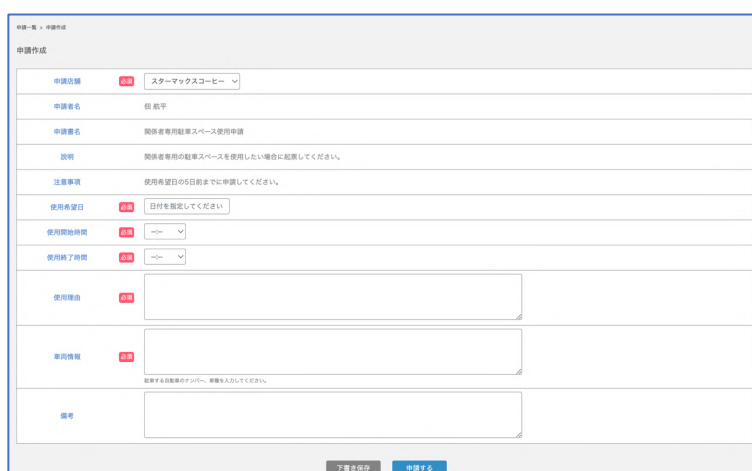 申請一覧 > 申請作成
申請作成
申請店舗 必須 スターマックスコーヒー
申請者名 佃 航平
申請書名 関係者専用駐車スペース使用申請
説明 関係者専用の駐車スペースを使用したい場合に起票してください。
注意事項 使用希望日の5日前までに申請してください。
使用希望日 必須 日付を指定してください
使用開始時間 必須 --:--
使用終了時間 必須 --:--
使用理由 必須
車両情報 必須
駐車する自動車のナンバー、車種を入力してください。
備考
下書き保存 申請する